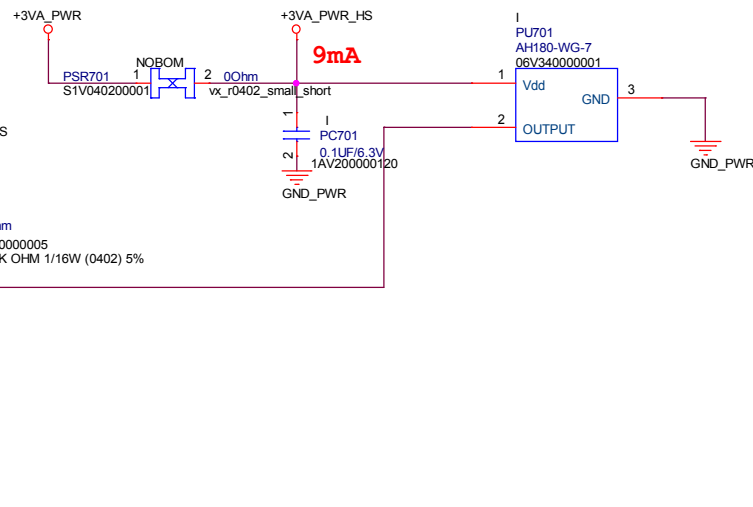 +3VA_PWR
+3VA_PWR_HS
9mA
I
PU701
AH180-WG-7
06V340000001
NOBOM
PSR701
1
2
0Ohm
S1V040200001
vx_r0402_small_short
1
Vdd
GND
3
2
OUTPUT
GND_PWR
1
I
PC701
2
0.1UF/6.3V
1AV200000120
GND_PWR
S
m
0000005
K OHM 1/16W (0402) 5%